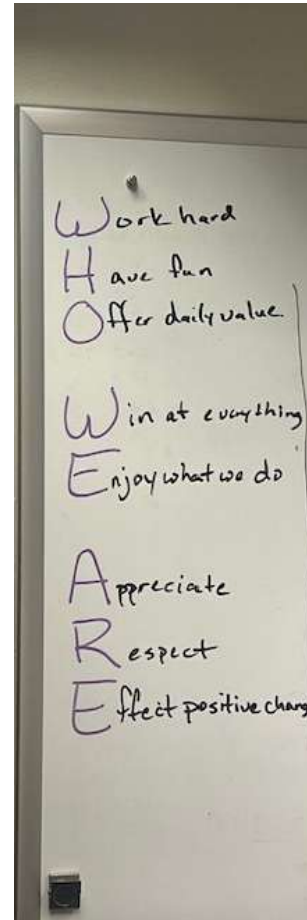 Work hard
Have fun
Offer daily value
Win at everything
Enjoy what we do
Appreciate
Respect
Effect positive chang